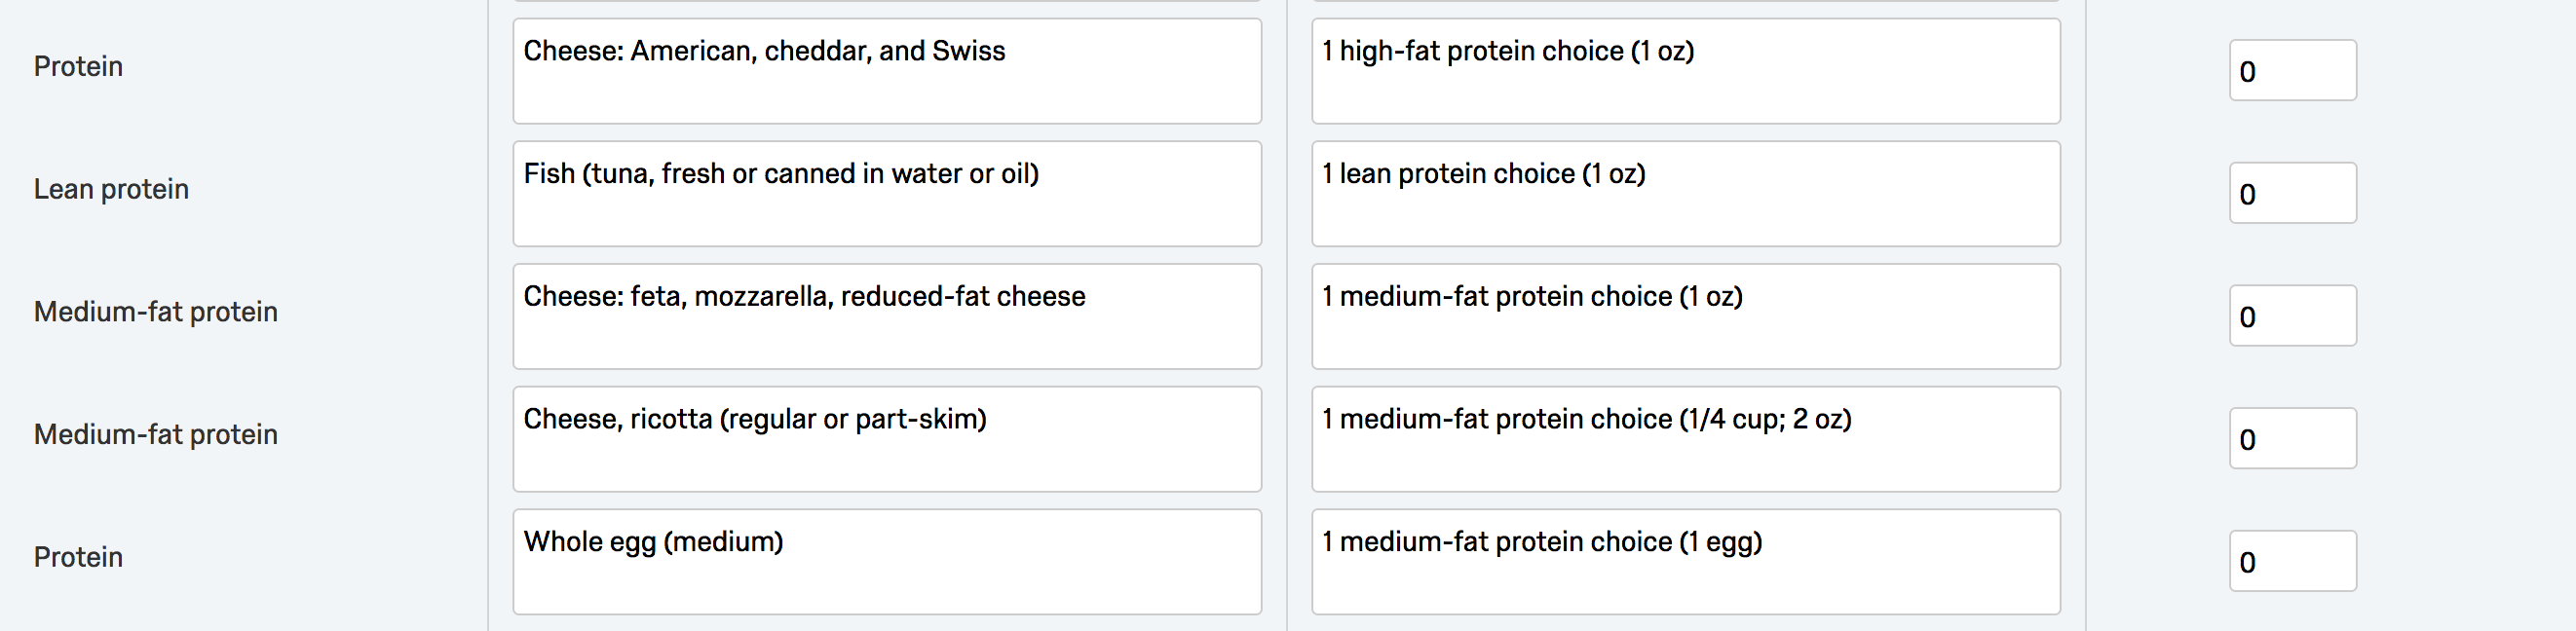 Protein
Cheese: American, cheddar, and Swiss
1 high-fat protein choice (1 oz)
0
Lean protein
Fish (tuna, fresh or canned in water or oil)
1 lean protein choice (1 oz)
0
Medium-fat protein
Cheese: feta, mozzarella, reduced-fat cheese
1 medium-fat protein choice (1 oz)
0
Medium-fat protein
Cheese, ricotta (regular or part-skim)
1 medium-fat protein choice (1/4 cup; 2 oz)
0
Protein
Whole egg (medium)
1 medium-fat protein choice (1 egg)
0